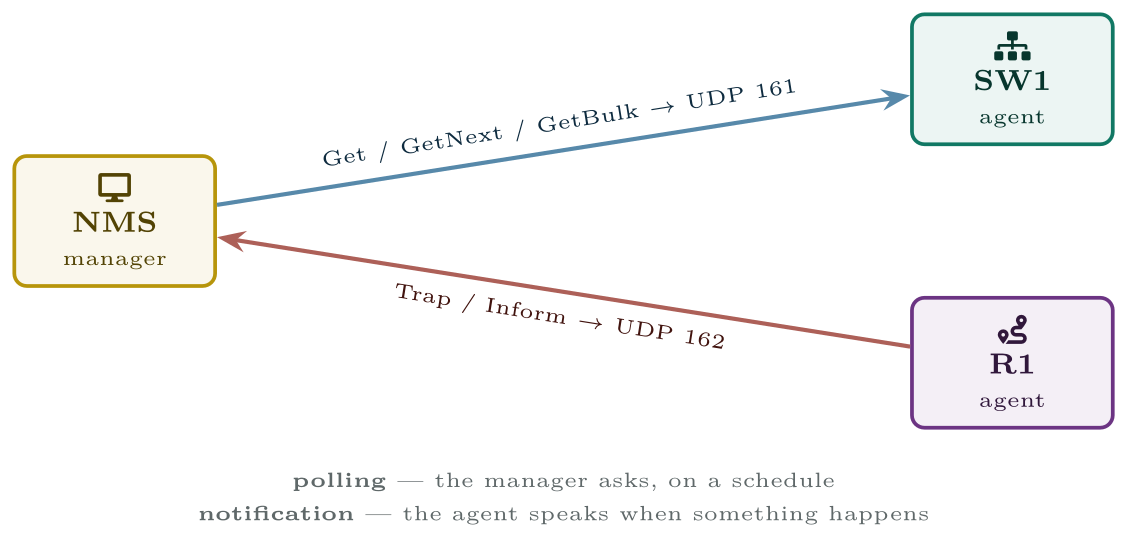 SW1
agent
Get / GetNext / GetBulk → UDP 161
NMS
manager
Trap / Inform → UDP 162
R1
agent
polling — the manager asks, on a schedule
notification — the agent speaks when something happens